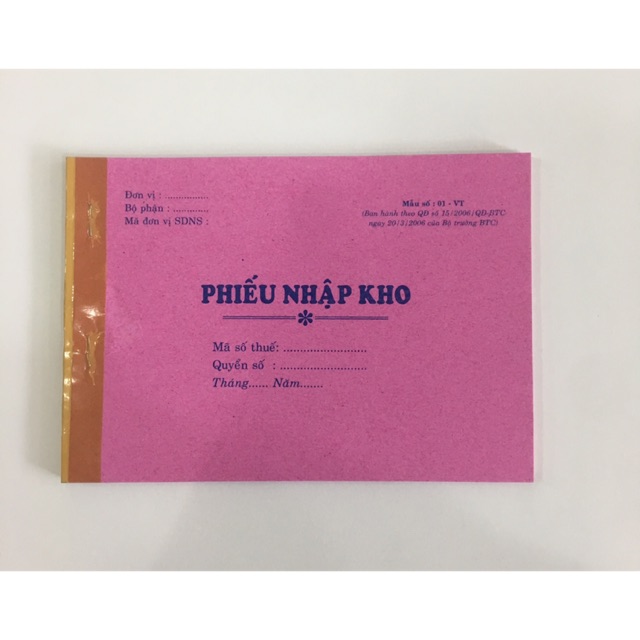 Đơn vị : ...............
Bộ phận : ............
Mã đơn vị SDNS :
Mẫu số : 01 - VT
(Ban hành theo QĐ số 15/2006/QĐ-BTC
ngày 20/3/2006 của Bộ trưởng BTC)
PHIẾU NHẬP KHO
Mã số thuế: .........................
Quyển số : ..........................
Tháng...... Năm.......